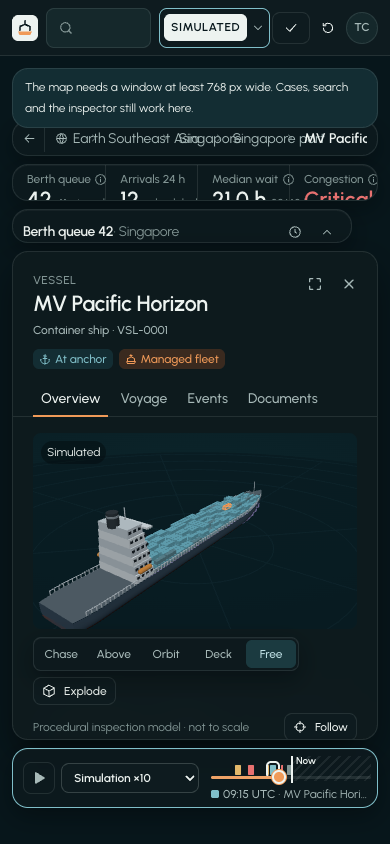 SIMULATED
TC
The map needs a window at least 768 px wide. Cases, search
and the inspector still work here.
Earth Southeast Asia Singapore Singapore port MV Pacific
Berth queue Arrivals 24 h Median wait Congestion
42 12 21.0 h Critical
Berth queue 42 Singapore
VESSEL
MV Pacific Horizon
Container ship · VSL-0001
At anchor Managed fleet
Overview Voyage Events Documents
Simulated
Chase Above Orbit Deck Free
Explode
Procedural inspection model · not to scale Follow
Now
Simulation ×10
09:15 UTC · MV Pacific Hori...